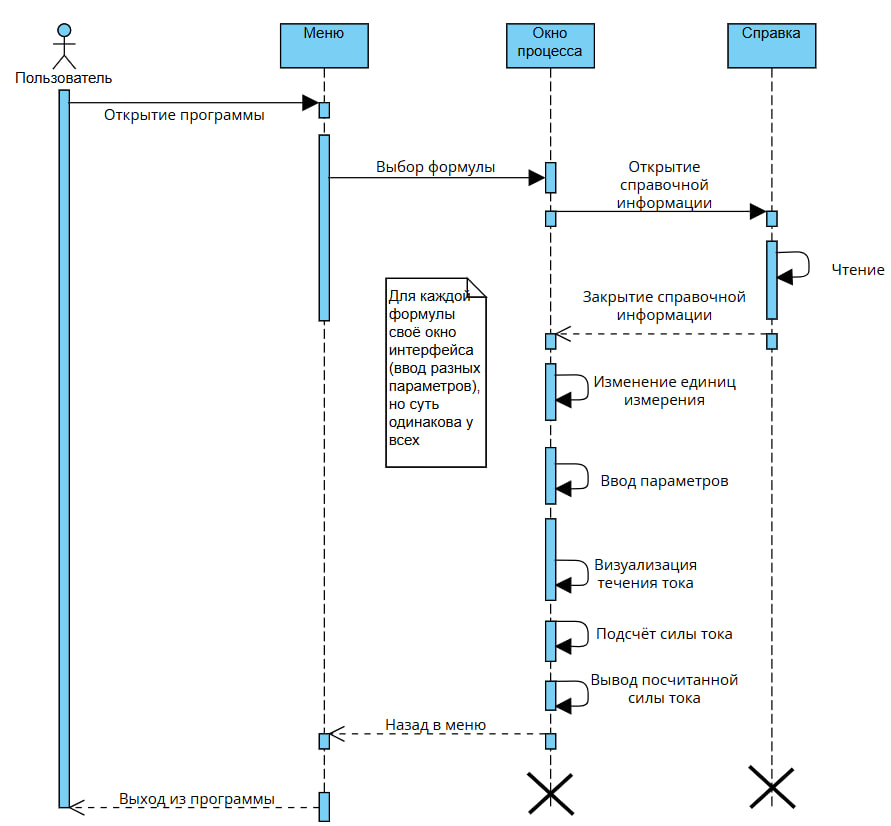 Пользователь
Меню
Окно
процесса
Справка
Открытие программы
Выбор формулы
Открытие
справочной
информации
Чтение
Закрытие справочной
информации
Для каждой
формулы
своё окно
интерфейса
(ввод разных
параметров),
но суть
одинакова у
всех
Изменение единиц
измерения
Ввод параметров
Визуализация
течения тока
Подсчёт силы тока
Вывод посчитанной
силы тока
Назад в меню
Выход из программы